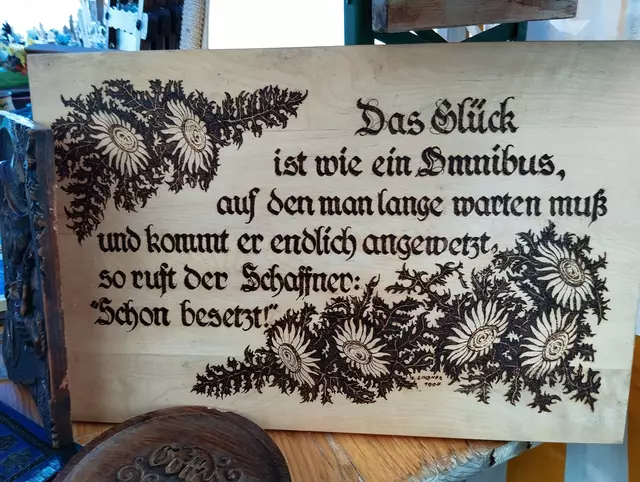 Das Glück
ist wie ein Omnibus,
auf den man lange warten muß
und kommt er endlich angewetzt,
so ruft der Schaffner:
"Schon besetzt!"